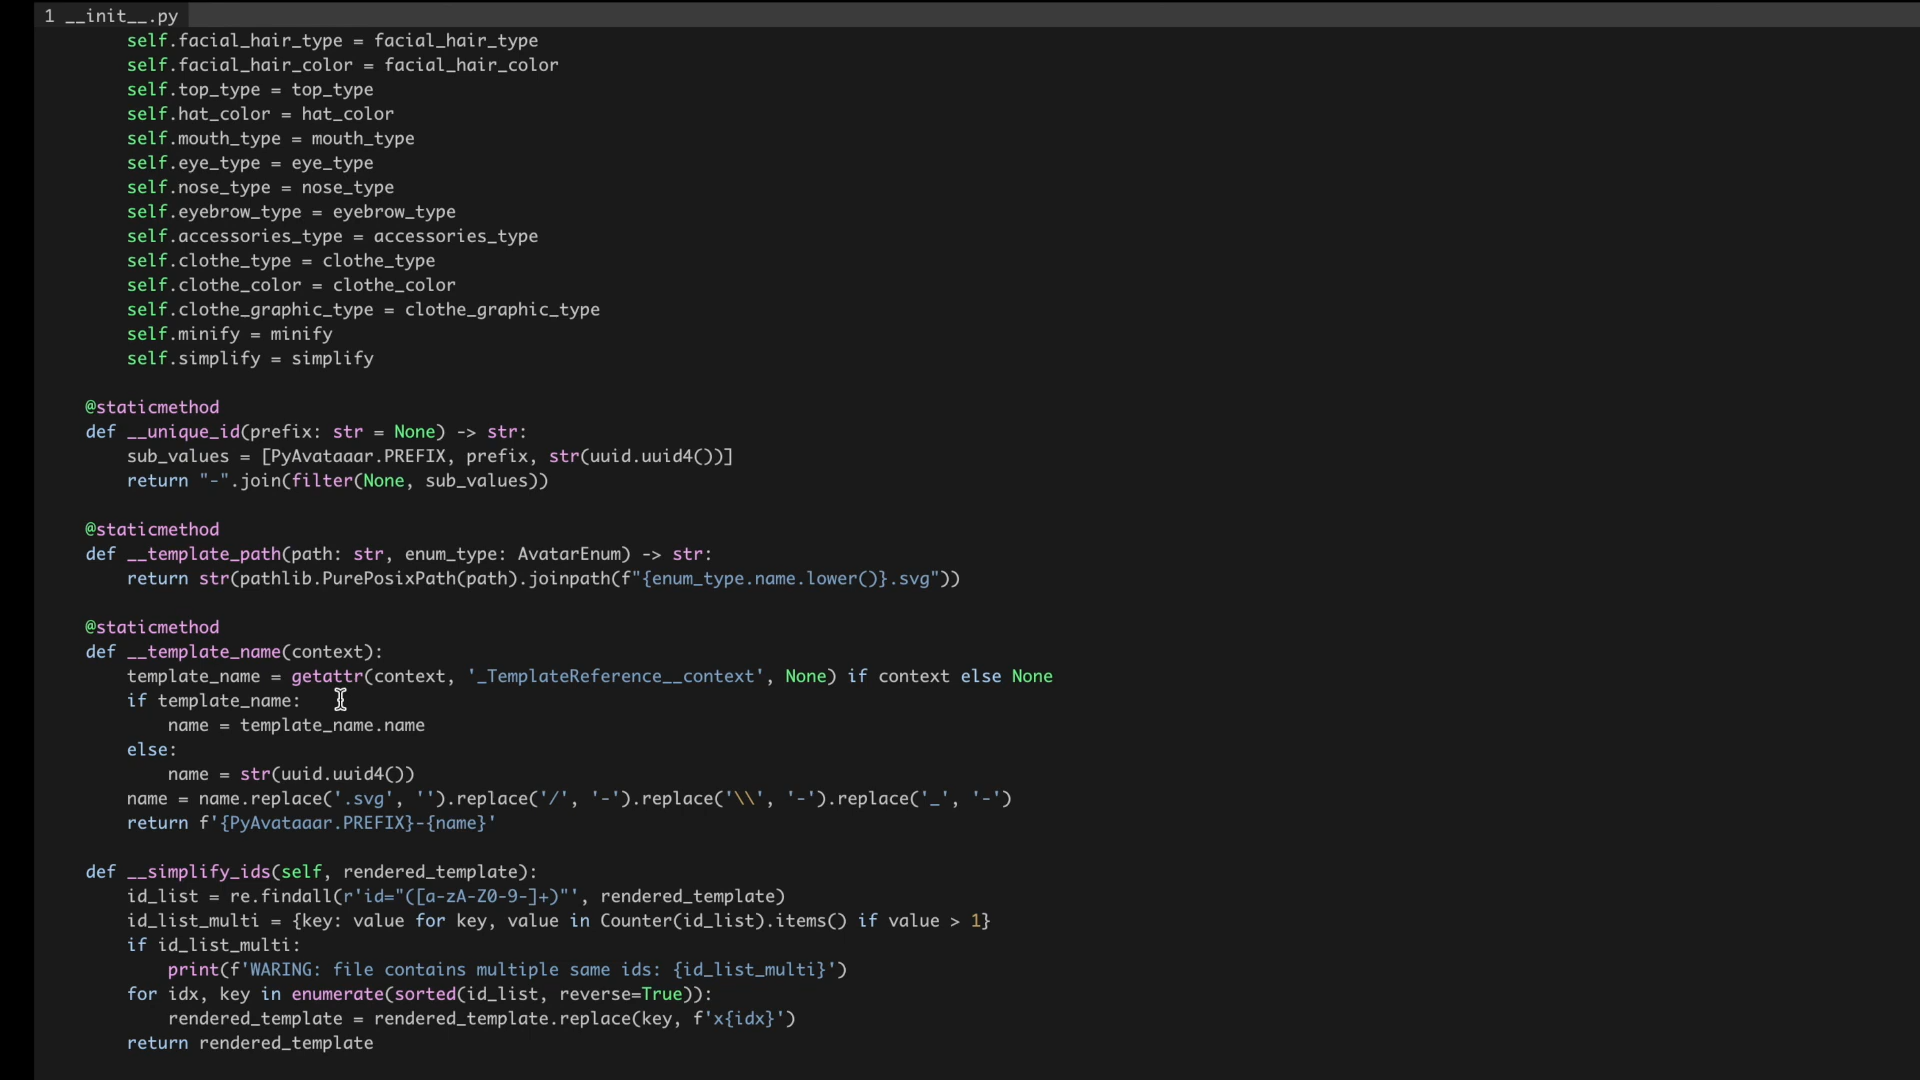 1 __init__.py
self.facial_hair_type = facial_hair_type
self.facial_hair_color = facial_hair_color
self.top_type = top_type
self.hat_color = hat_color
self.mouth_type = mouth_type
self.eye_type = eye_type
self.nose_type = nose_type
self.eyebrow_type = eyebrow_type
self.accessories_type = accessories_type
self.clothe_type = clothe_type
self.clothe_color = clothe_color
self.clothe_graphic_type = clothe_graphic_type
self.minify = minify
self.simplify = simplify
@staticmethod
def __unique_id(prefix: str = None) -> str:
sub_values = [PyAvataaar.PREFIX, prefix, str(uuid.uuid4())]
return "-".join(filter(None, sub_values))
@staticmethod
def __template_path(path: str, enum_type: AvatarEnum) -> str:
return str(pathlib.PurePosixPath(path).joinpath(f"{enum_type.name.lower()}.svg"))
@staticmethod
def __template_name(context):
template_name = getattr(context, '_TemplateReference__context', None) if context else None
if template_name:
name = template_name.name
else:
name = str(uuid.uuid4())
name = name.replace('.svg', '').replace('/', '-').replace('\\', '-').replace('_', '-')
return f'{PyAvataaar.PREFIX}-{name}'
def __simplify_ids(self, rendered_template):
id_list = re.findall(r'id="([a-zA-Z0-9-]+)"', rendered_template)
id_list_multi = {key: value for key, value in Counter(id_list).items() if value > 1}
if id_list_multi:
print(f'WARING: file contains multiple same ids: {id_list_multi}')
for idx, key in enumerate(sorted(id_list, reverse=True)):
rendered_template = rendered_template.replace(key, f'x{idx}')
return rendered_template